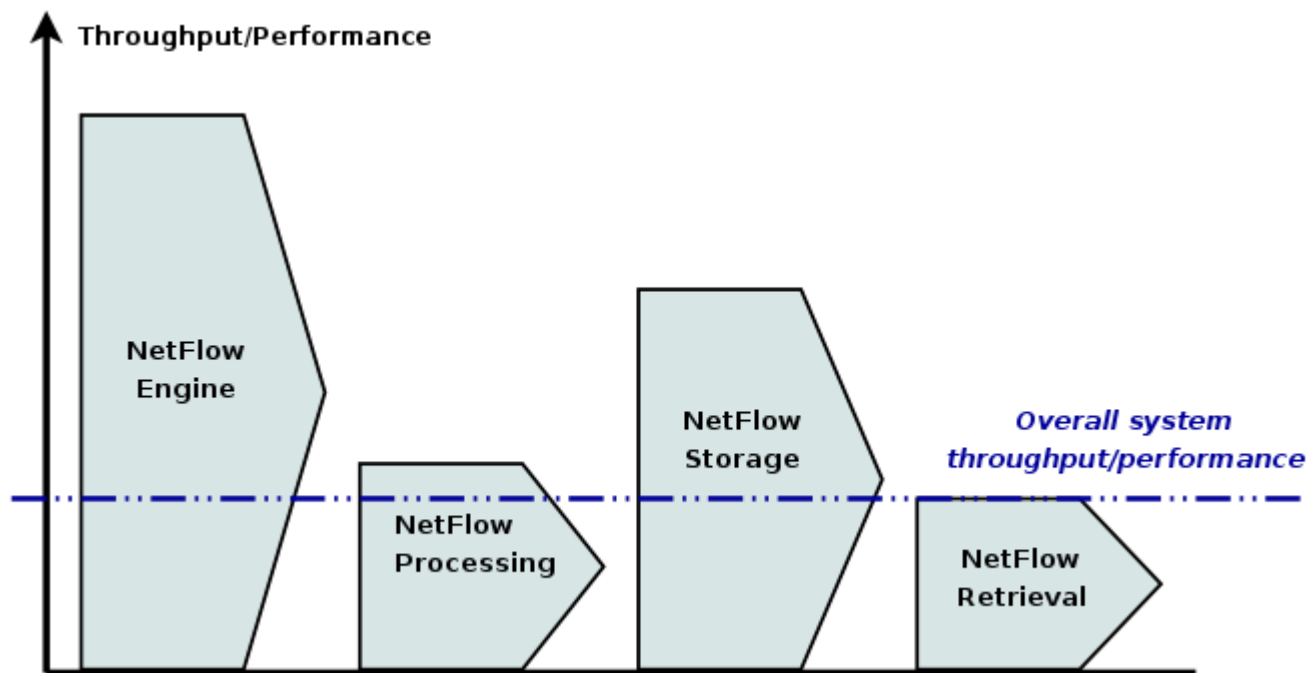 Throughput/Performance
NetFlow
Engine
NetFlow
Processing
NetFlow
Storage
Overall system
throughput/performance
NetFlow
Retrieval